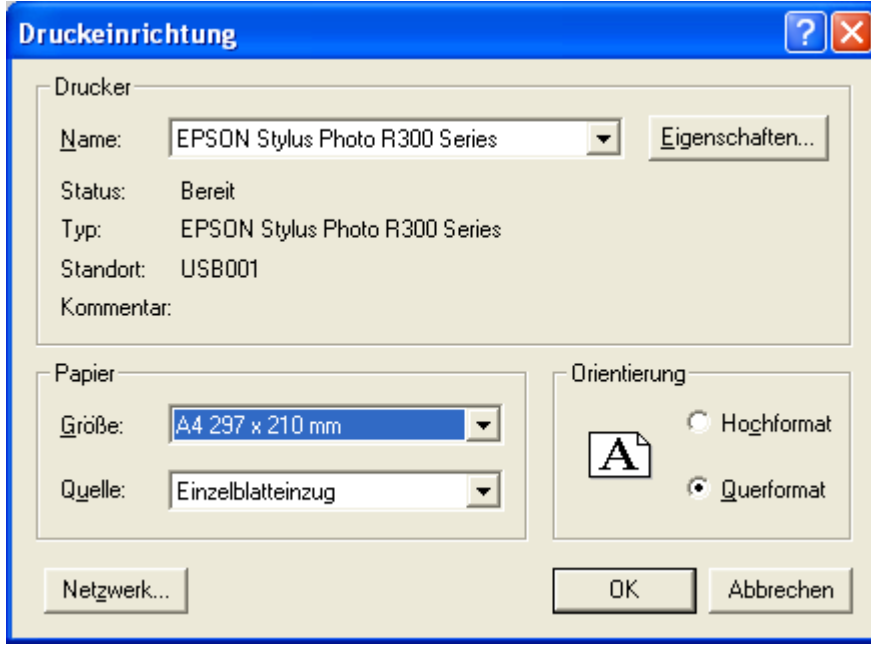 Druckeinrichtung
Drucker
Name: EPSON Stylus Photo R300 Series Eigenschaften...
Status: Bereit
Typ: EPSON Stylus Photo R300 Series
Standort: USB001
Kommentar:
Papier
Größe: A4 297 x 210 mm
Quelle: Einzelblatteinzug
Orientierung
A
Hochformat
Querformat
Netzwerk... OK Abbrechen